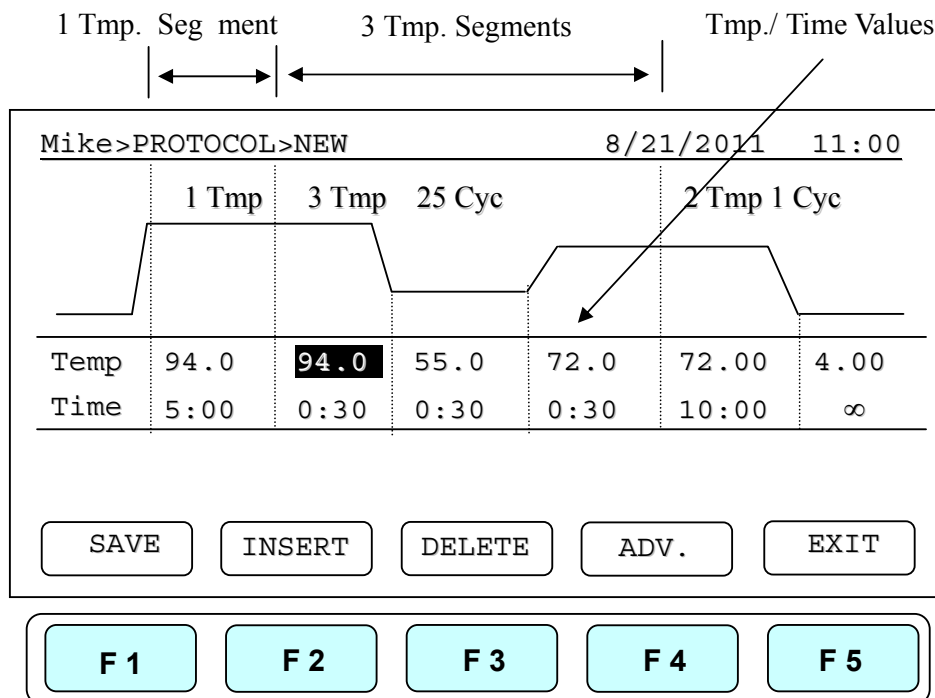 1 Tmp. Seg ment 3 Tmp. Segments Tmp./ Time Values
Mike>PROTOCOL>NEW 8/21/2011 11:00
1 Tmp 3 Tmp 25 Cyc 2 Tmp 1 Cyc
Temp 94.0 94.0 55.0 72.0 72.00 4.00
Time 5:00 0:30 0:30 0:30 10:00 ∞
SAVE INSERT DELETE ADV. EXIT
F 1 F 2 F 3 F 4 F 5